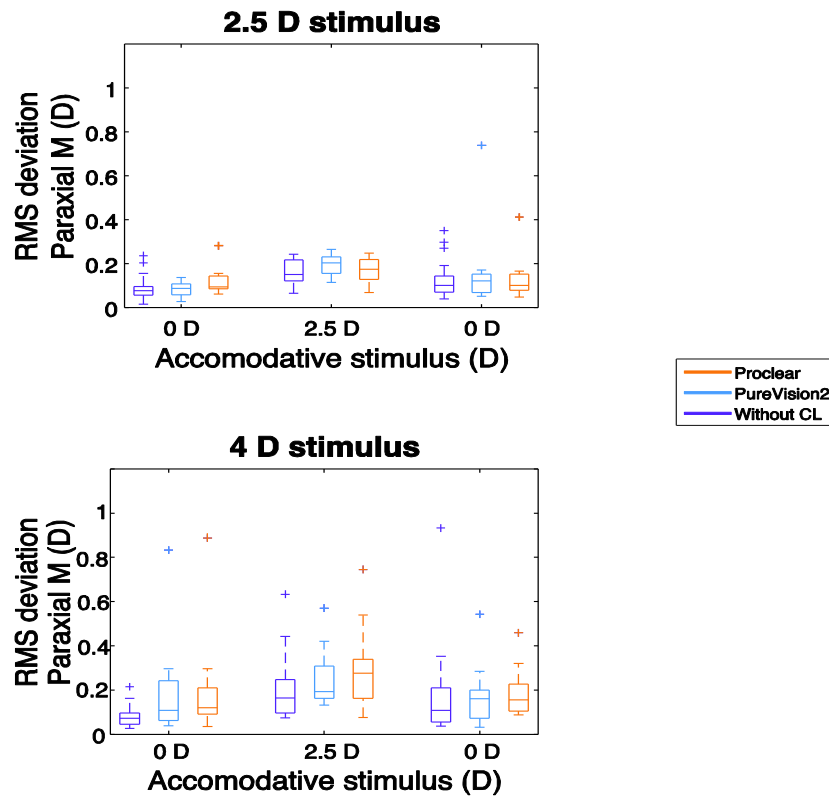 2.5 D stimulus
RMS deviation
Paraxial M (D)
1
0.8
0.6
0.4
0.2
0
0 D
2.5 D
0 D
Accomodative stimulus (D)
Proclear
PureVision2
Without CL
4 D stimulus
RMS deviation
Paraxial M (D)
1
0.8
0.6
0.4
0.2
0
0 D
2.5 D
0 D
Accomodative stimulus (D)